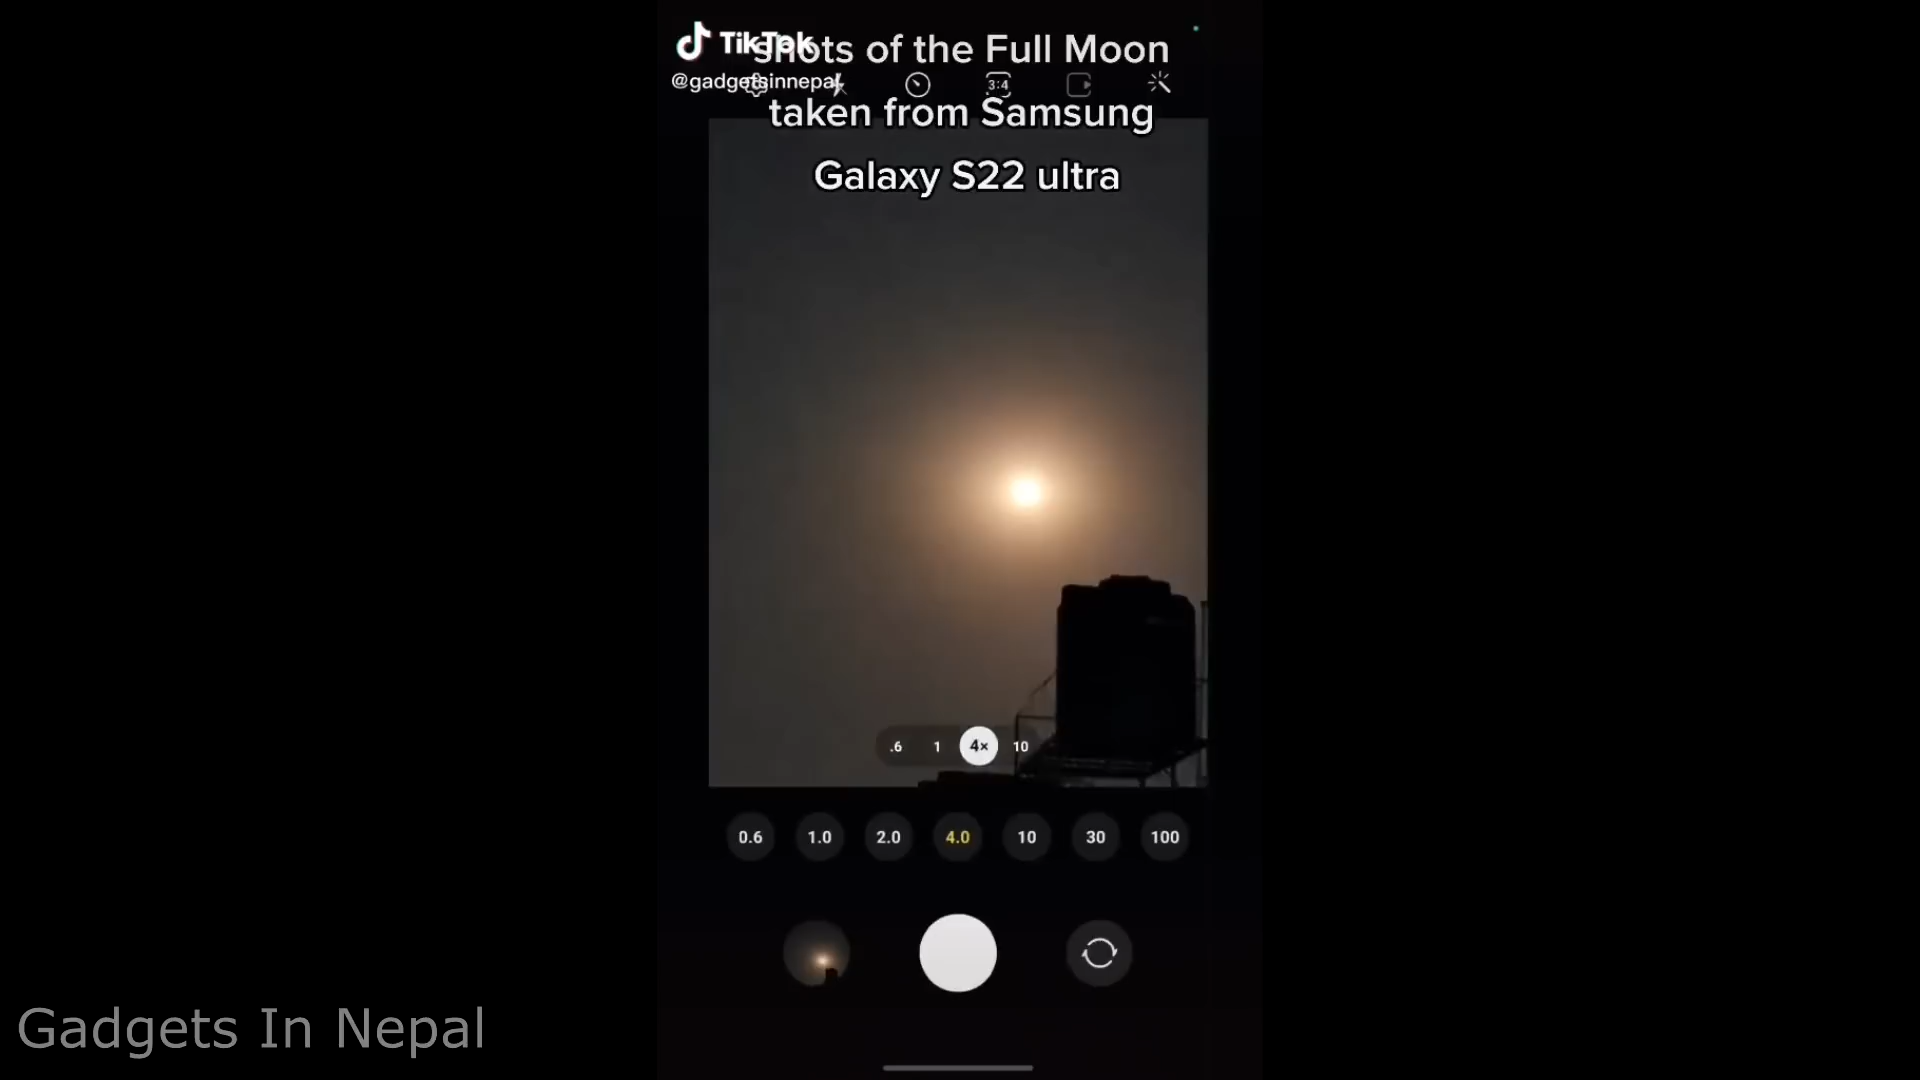 TikTok
@gadgetsinnepal
shots of the Full Moon
3:4
taken from Samsung
Galaxy S22 ultra
.6 1 4× 10
0.6 1.0 2.0 4.0 10 30 100
Gadgets In Nepal